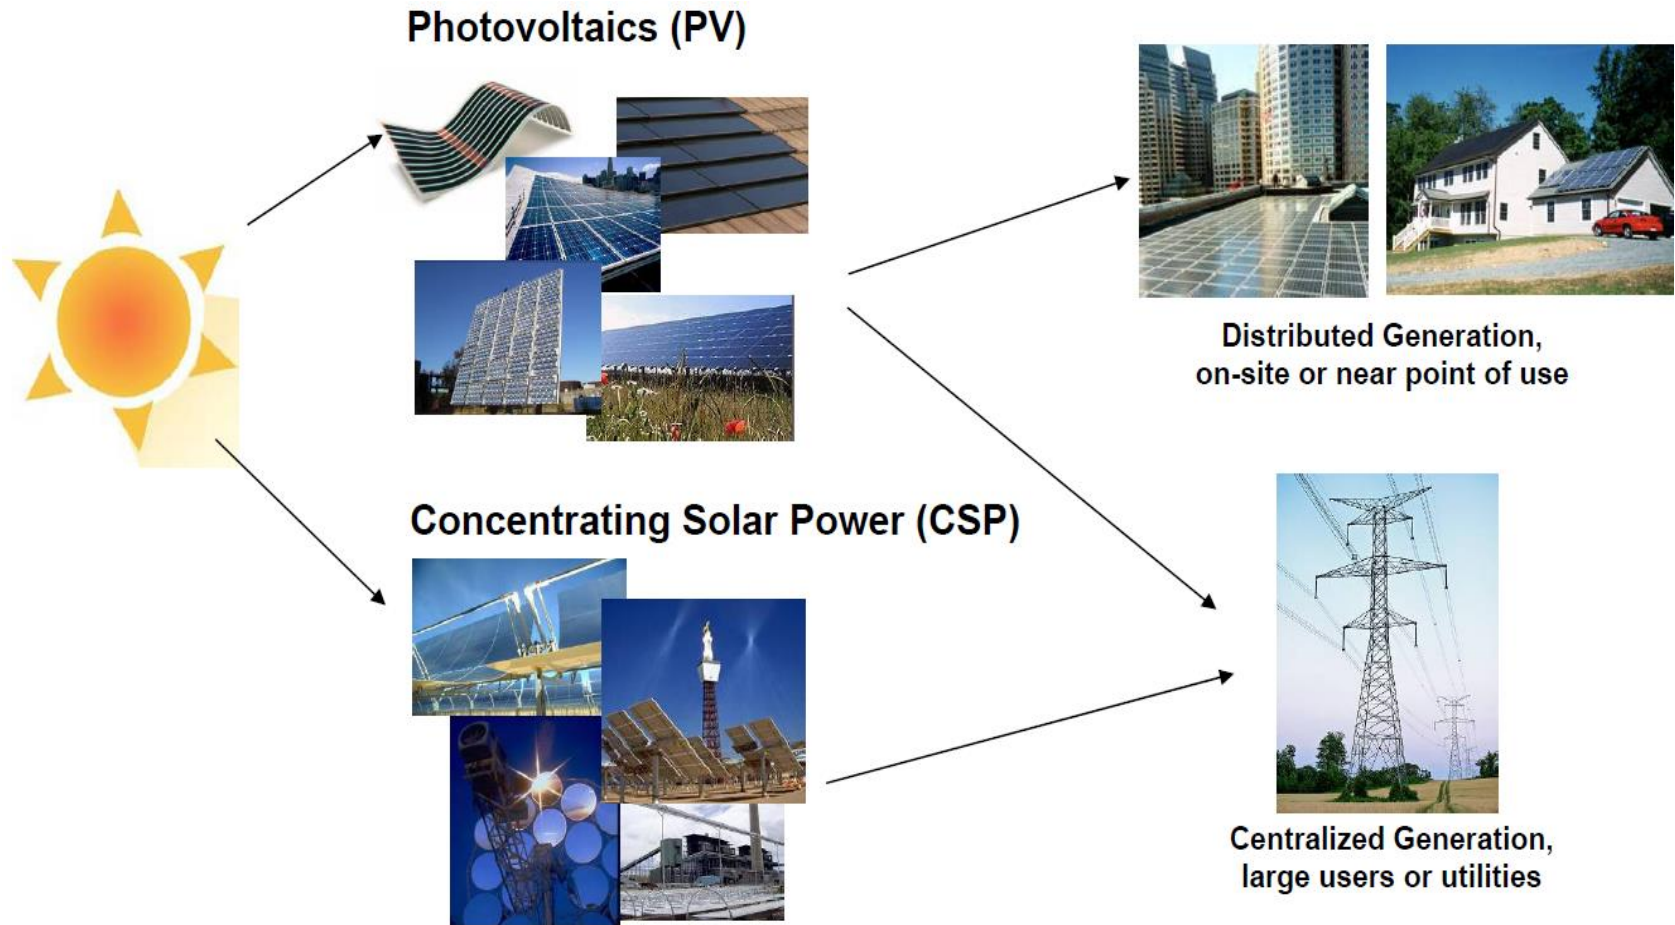 Photovoltaics (PV)
Distributed Generation,
on-site or near point of use
Concentrating Solar Power (CSP)
Centralized Generation,
large users or utilities